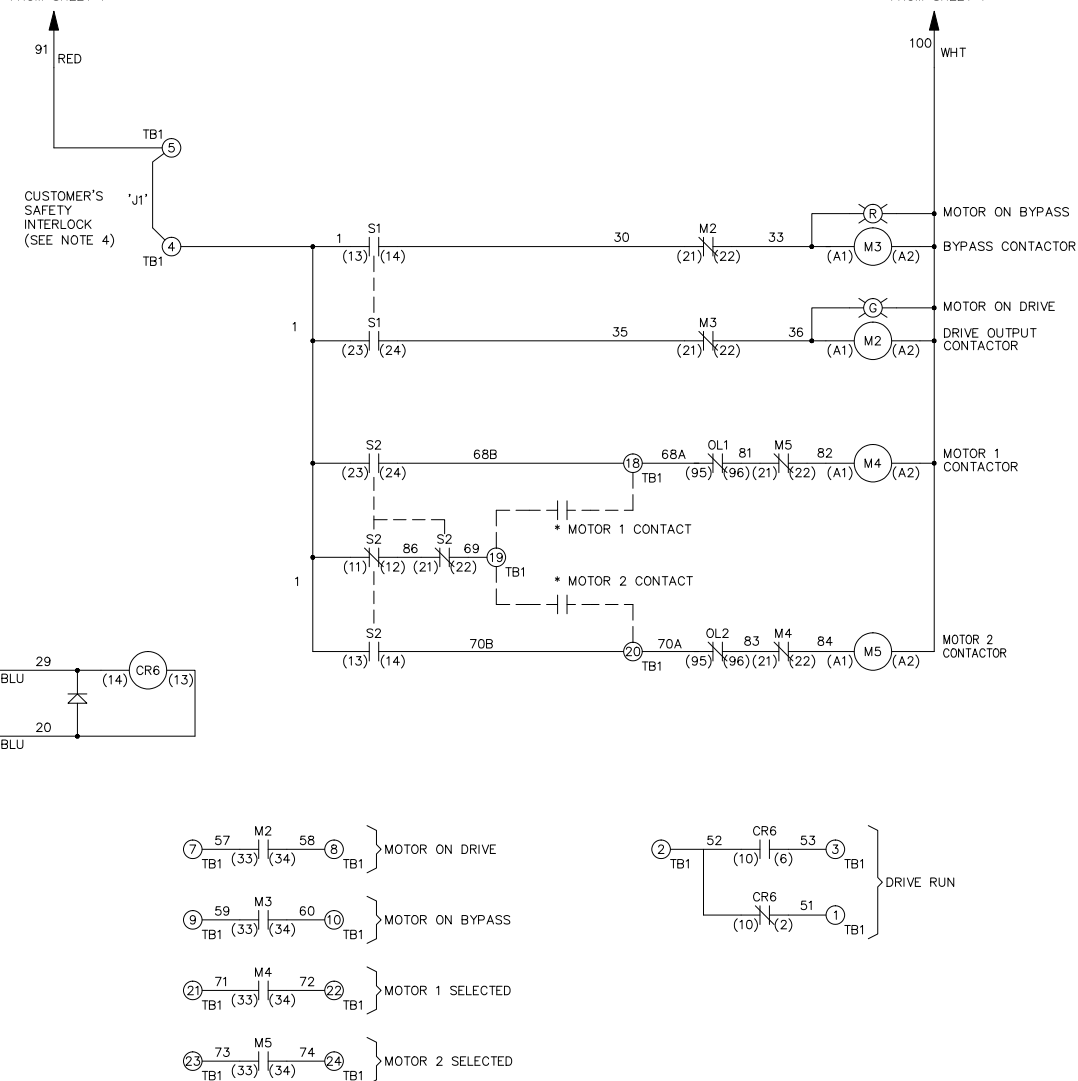 91
RED
100
WHT
TB1
5
CUSTOMER'S
SAFETY
INTERLOCK
(SEE NOTE 4)
'J1'
4
TB1
1
S1
(13) (14)
30
M2
(21) (22)
33
R
MOTOR ON BYPASS
(A1) M3 (A2)
BYPASS CONTACTOR
1
S1
(23) (24)
35
M3
(21) (22)
36
G
MOTOR ON DRIVE
(A1) M2 (A2)
DRIVE OUTPUT
CONTACTOR
S2
(23) (24)
68B
18
TB1
68A
OL1
(95) (96)
81
M5
(21) (22)
82
(A1) M4 (A2)
MOTOR 1
CONTACTOR
* MOTOR 1 CONTACT
1
S2
(11) (12)
86
S2
(21) (22)
69
19
TB1
* MOTOR 2 CONTACT
S2
(13) (14)
70B
20
TB1
70A
OL2
(95) (96)
83
M4
(21) (22)
84
(A1) M5 (A2)
MOTOR 2
CONTACTOR
29
BLU
(14) CR6 (13)
20
BLU
7
TB1
57
M2
(33) (34)
58
8
TB1
MOTOR ON DRIVE
9
TB1
59
M3
(33) (34)
60
10
TB1
MOTOR ON BYPASS
21
TB1
71
M4
(33) (34)
72
22
TB1
MOTOR 1 SELECTED
23
TB1
73
M5
(33) (34)
74
24
TB1
MOTOR 2 SELECTED
2
TB1
52
CR6
(10) (6)
53
3
TB1
DRIVE RUN
CR6
(10) (2)
51
1
TB1